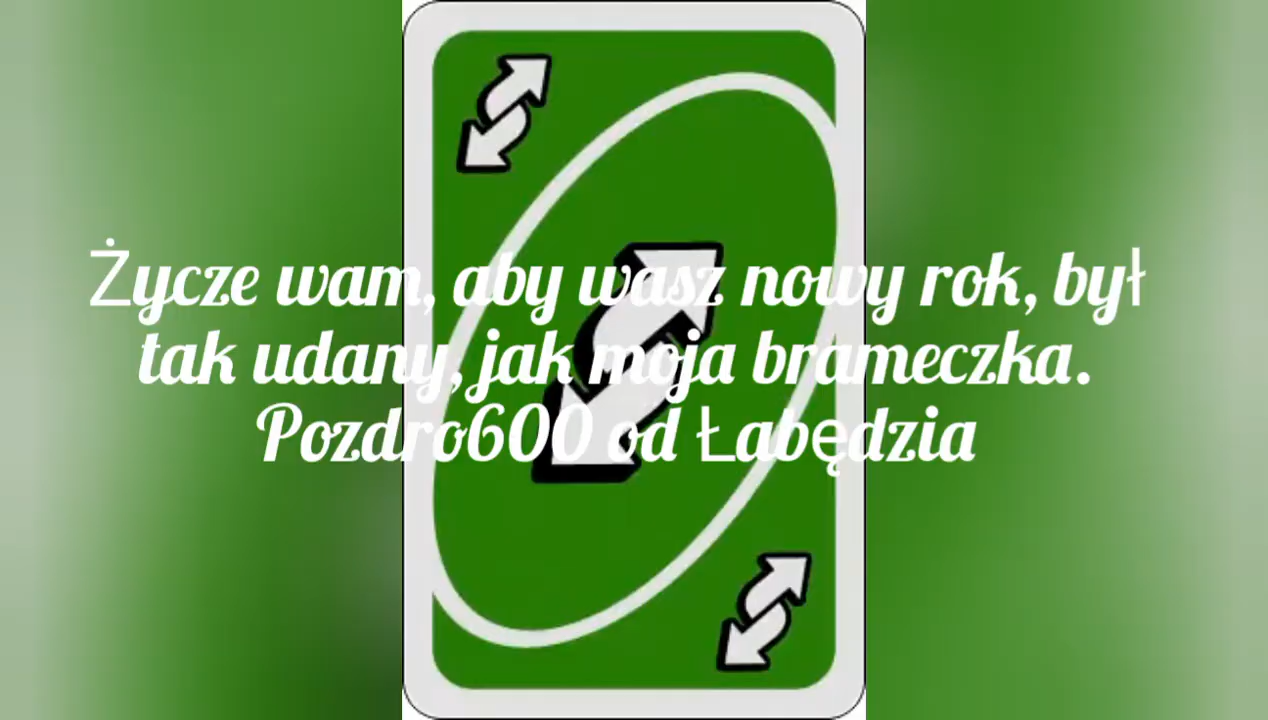 Życze wam, aby wasz nowy rok, był
tak udany, jak moja brameczka.
Pozdro600 od Łabędzia